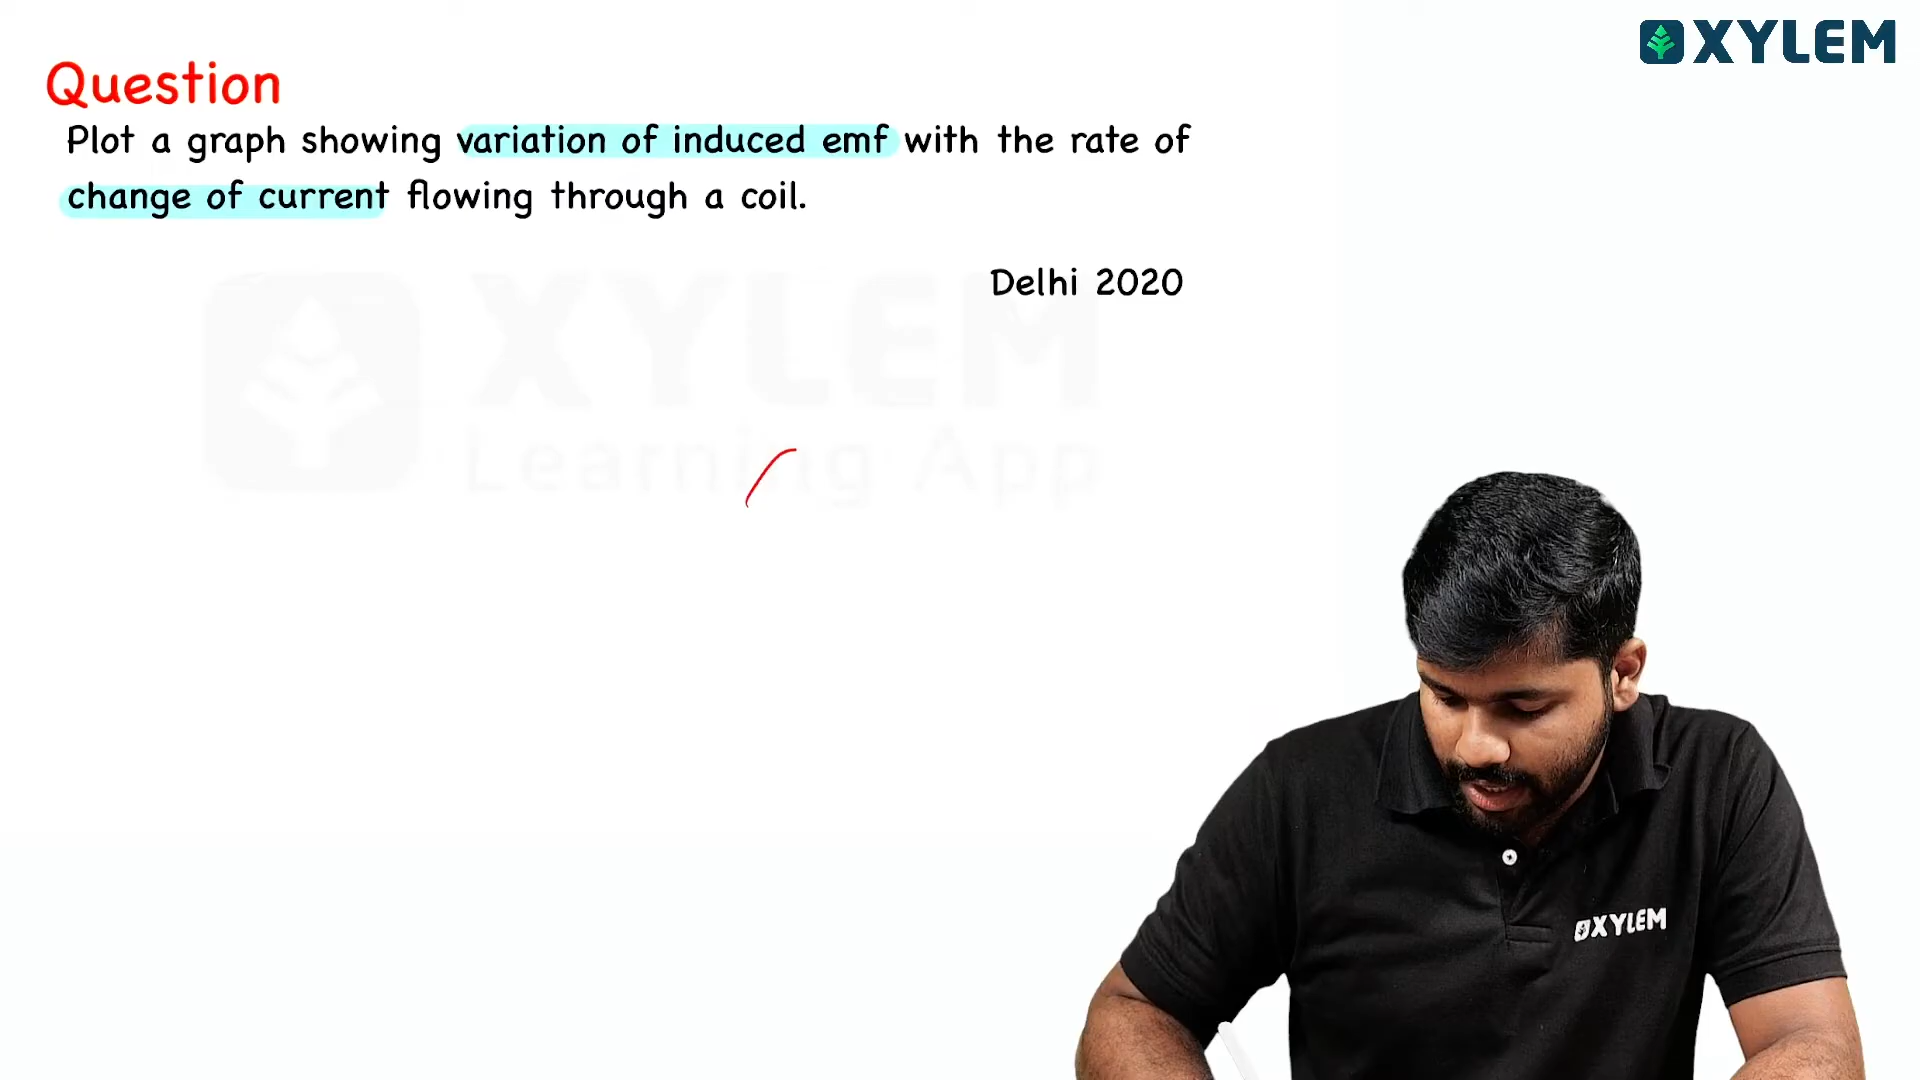 XYLEM
Question
Plot a graph showing variation of induced emf with the rate of
change of current flowing through a coil.
Delhi 2020
XYLEM
Learning App
XYLEM